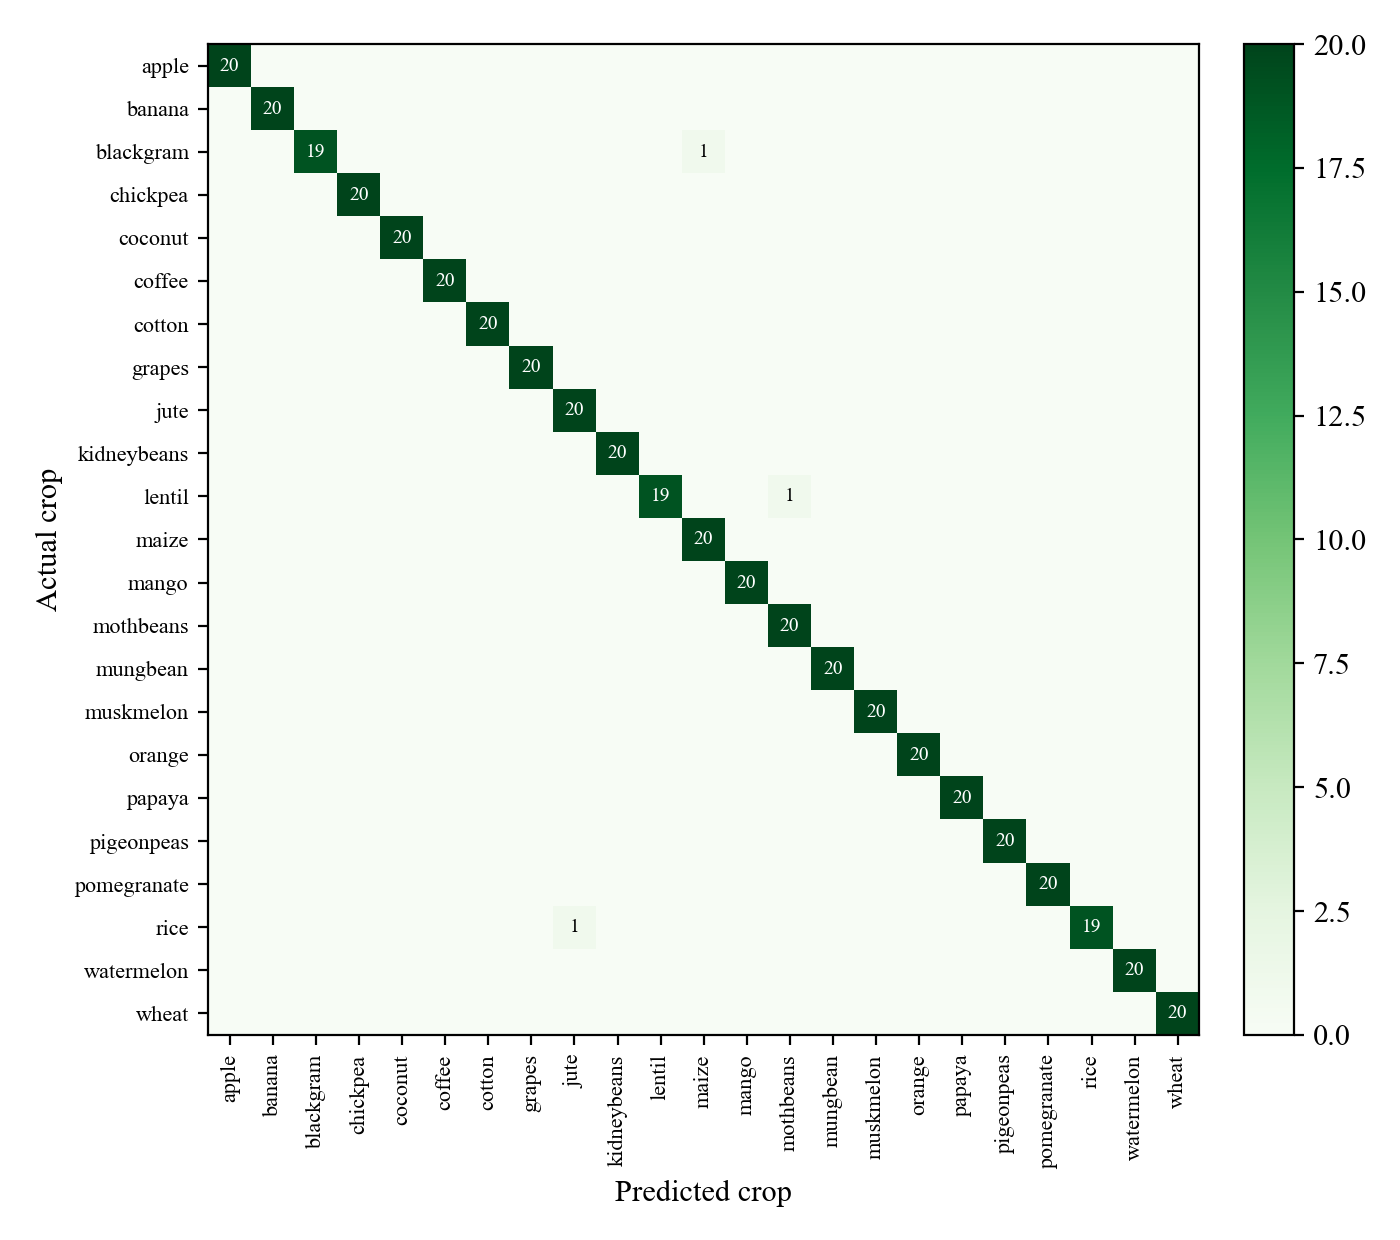 apple 20
banana 20
blackgram 19 1
chickpea 20
coconut 20
coffee 20
cotton 20
grapes 20
jute 20
kidneybeans 20
lentil 19 1
maize 20
mango 20
mothbeans 20
mungbean 20
muskmelon 20
orange 20
papaya 20
pigeonpeas 20
pomegranate 20
rice 1 19
watermelon 20
wheat 20
Actual crop
apple
banana
blackgram
chickpea
coconut
coffee
cotton
grapes
jute
kidneybeans
lentil
maize
mango
mothbeans
mungbean
muskmelon
orange
papaya
pigeonpeas
pomegranate
rice
watermelon
wheat
Predicted crop
20.0
17.5
15.0
12.5
10.0
7.5
5.0
2.5
0.0